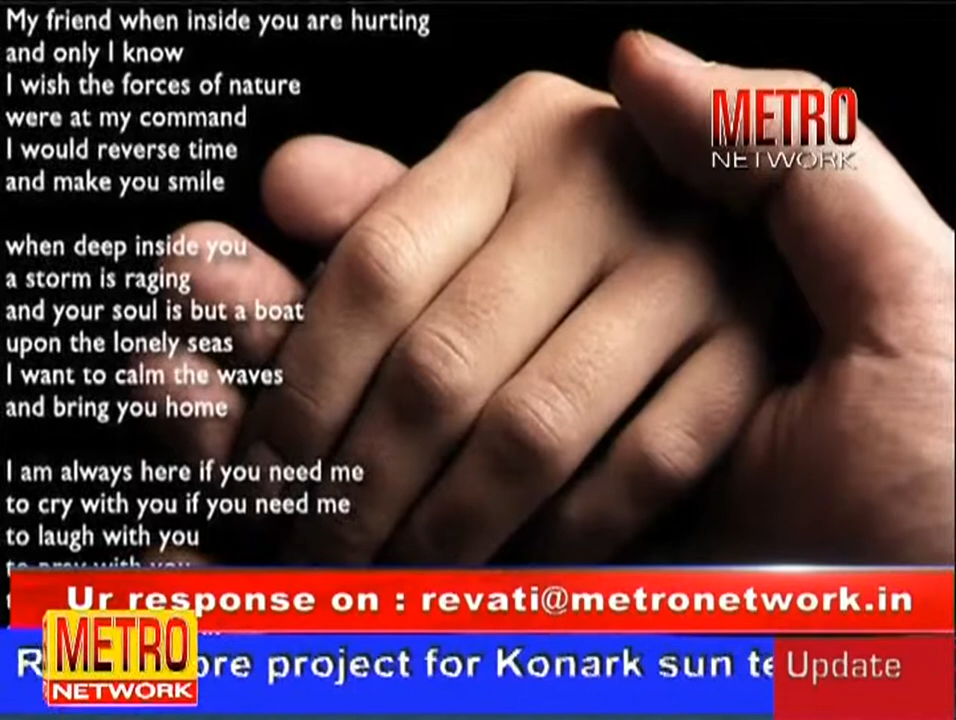 My friend when inside you are hurting
and only I know
I wish the forces of nature
were at my command
I would reverse time
and make you smile
when deep inside you
a storm is raging
and your soul is but a boat
upon the lonely seas
I want to calm the waves
and bring you home
I am always here if you need me
to cry with you if you need me
to laugh with you
to pray with you
METRO
NETWORK
Ur response on : revati@metronetwork.in
METRO
NETWORK
project for Konark sun
Update